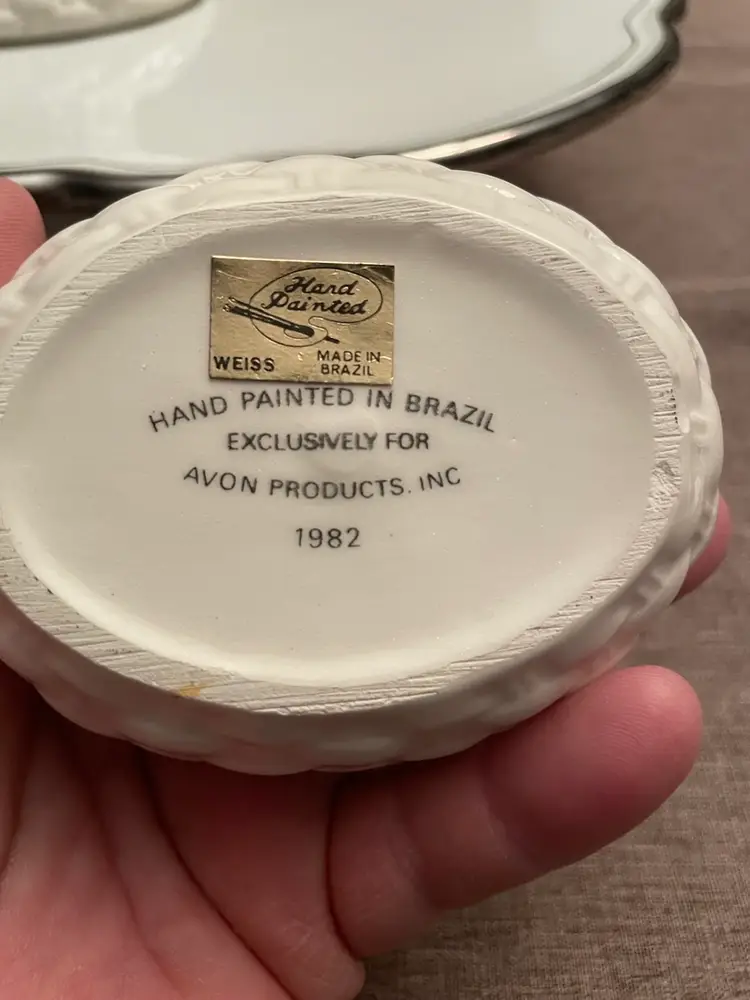 Hand
Painted
WEISS
MADE IN
BRAZIL
HAND PAINTED IN BRAZIL
EXCLUSIVELY FOR
AVON PRODUCTS. INC
1982